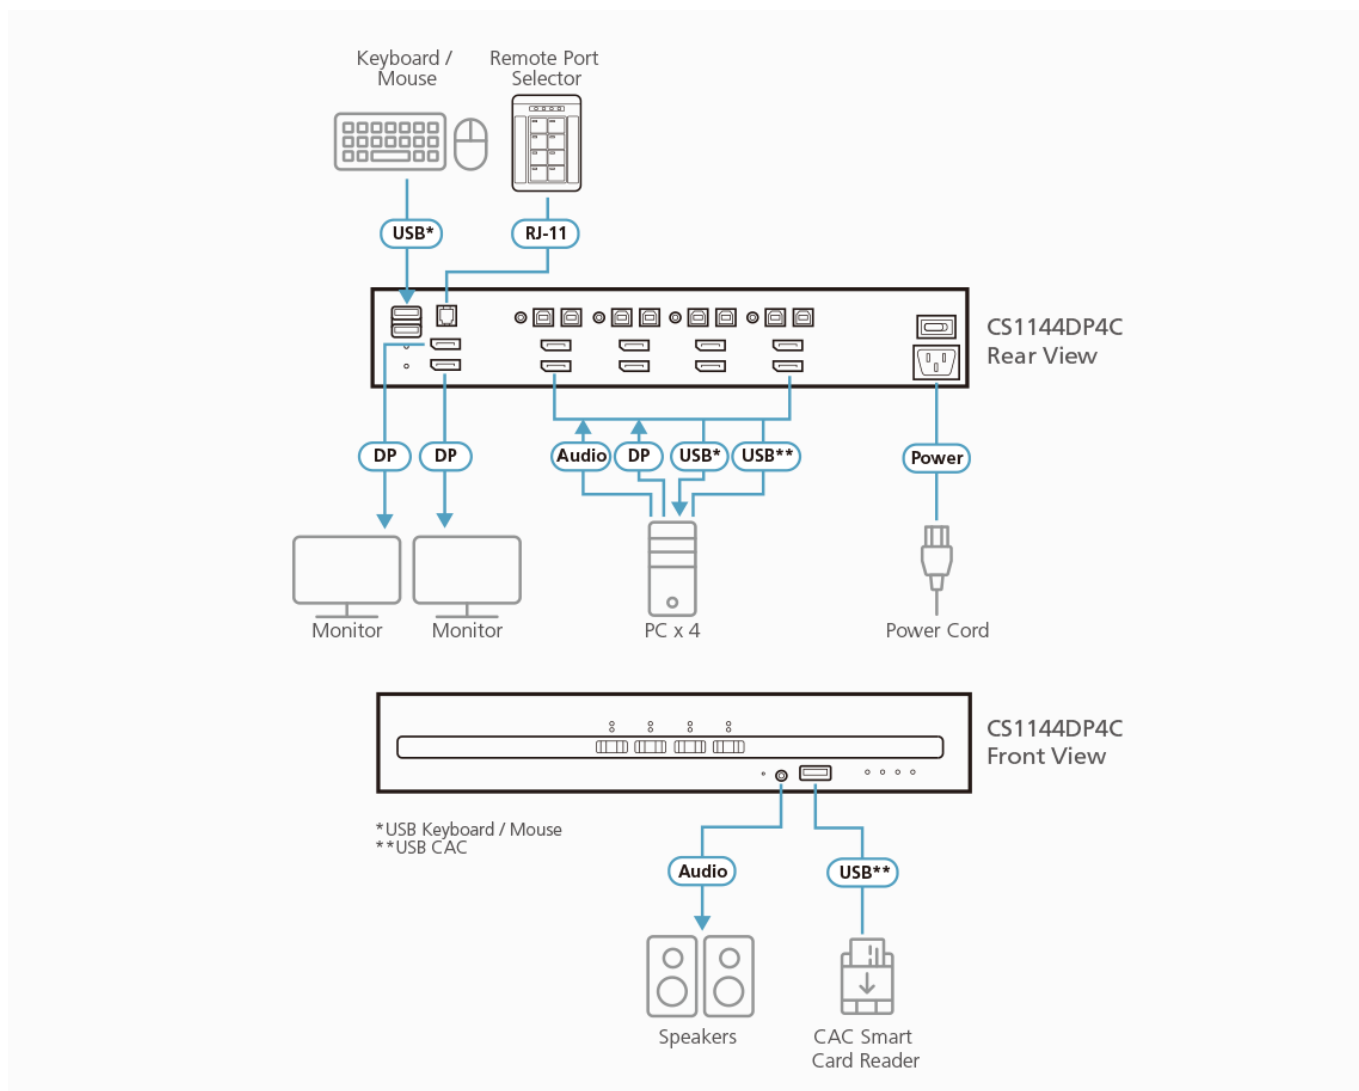 Keyboard /
Mouse
Remote Port
Selector
USB*
RJ-11
CS1144DP4C
Rear View
DP
DP
Audio
DP
USB*
USB**
Power
Monitor
Monitor
PC x 4
Power Cord
CS1144DP4C
Front View
*USB Keyboard / Mouse
**USB CAC
Audio
USB**
Speakers
CAC Smart
Card Reader